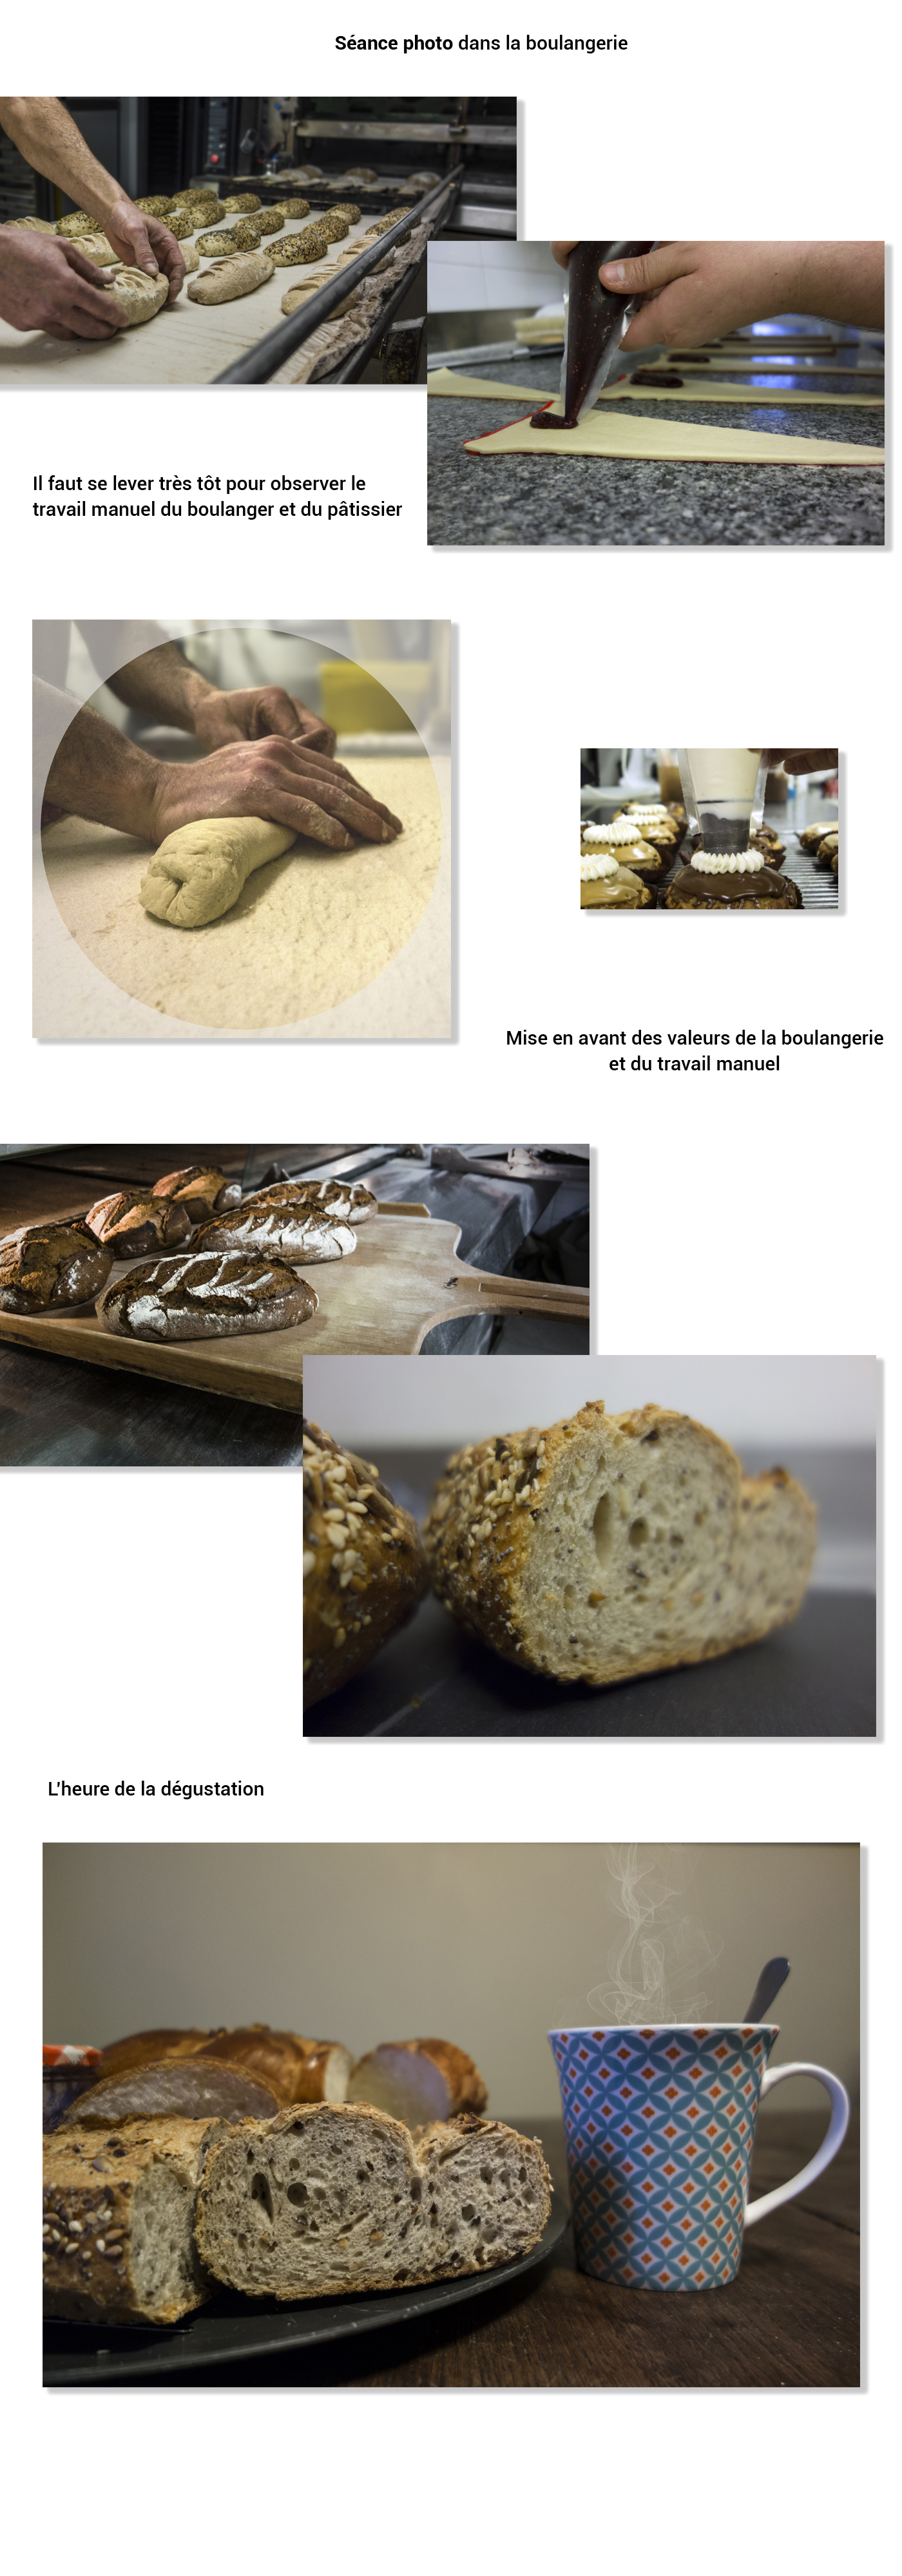 Séance photo dans la boulangerie
Il faut se lever très tôt pour observer le
travail manuel du boulanger et du pâtissier
Mise en avant des valeurs de la boulangerie
et du travail manuel
L'heure de la dégustation